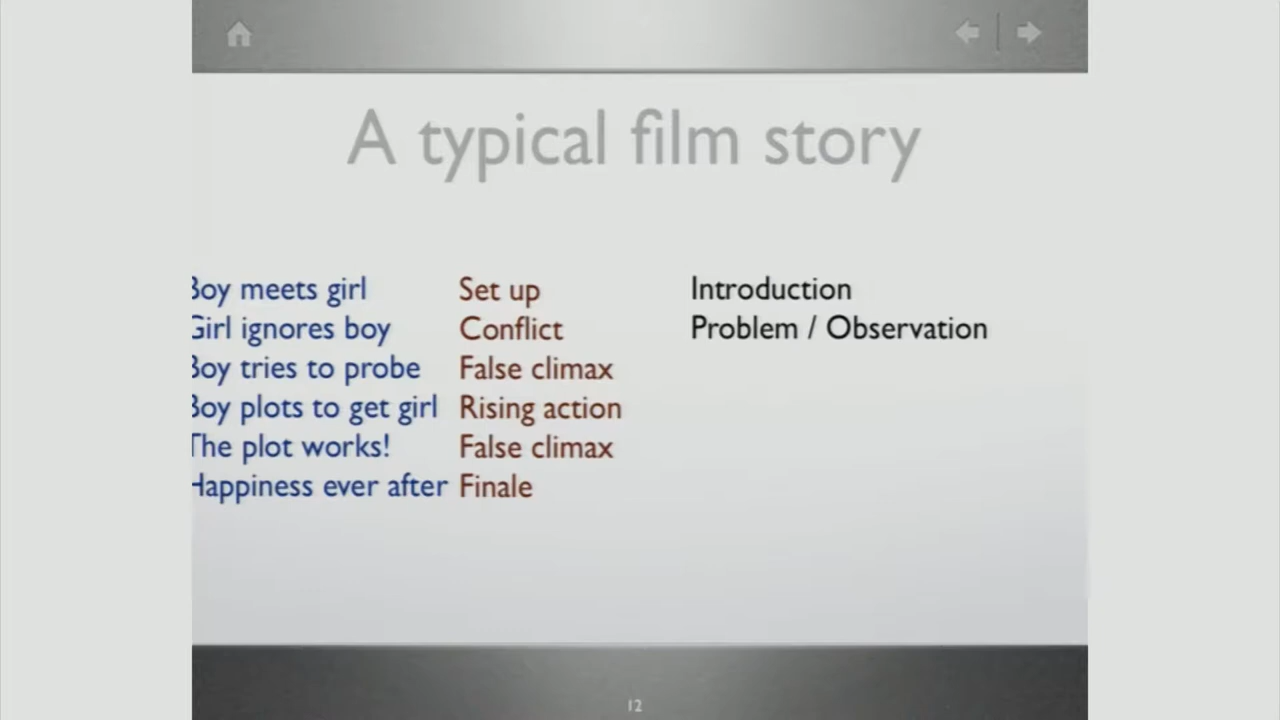 A typical film story
Boy meets girl Set up Introduction
Girl ignores boy Conflict Problem / Observation
Boy tries to probe False climax
Boy plots to get girl Rising action
The plot works! False climax
Happiness ever after Finale
12